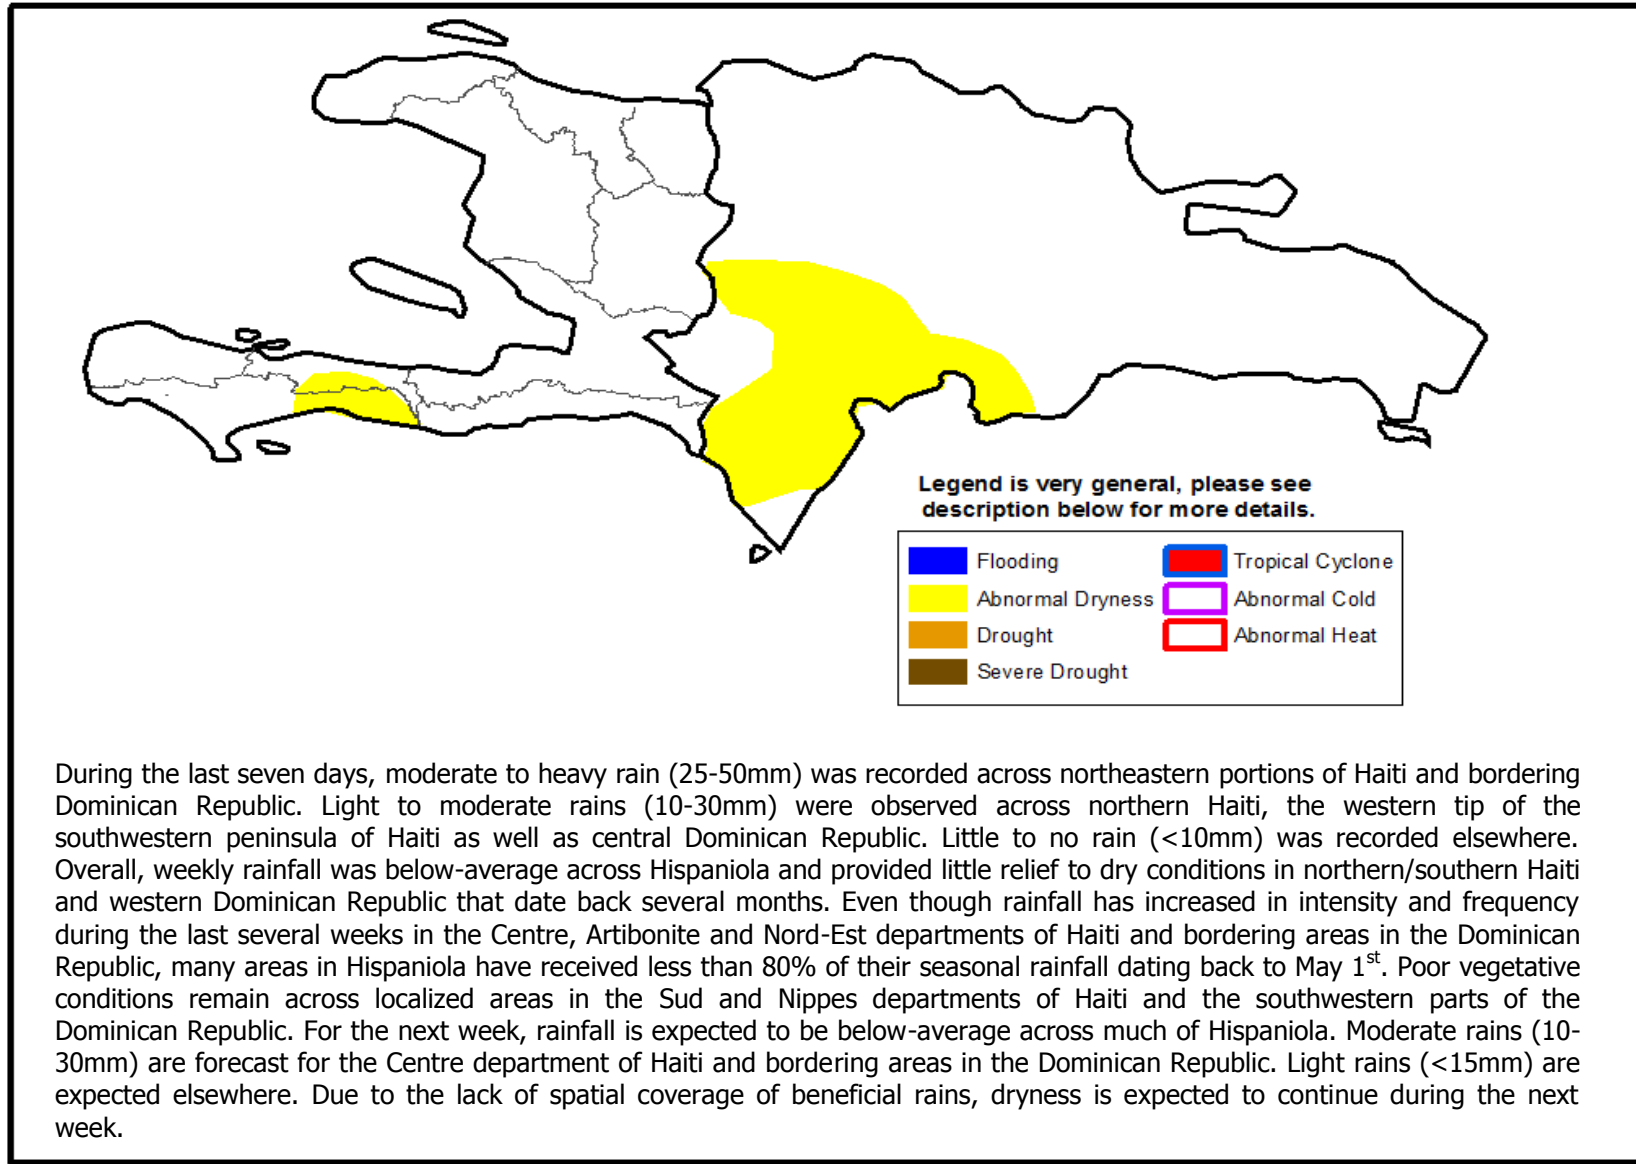 Legend is very general, please see
description below for more details.
Flooding
Tropical Cyclone
Abnormal Dryness
Abnormal Cold
Drought
Abnormal Heat
Severe Drought
During the last seven days, moderate to heavy rain (25-50mm) was recorded across northeastern portions of Haiti and bordering
Dominican Republic. Light to moderate rains (10-30mm) were observed across northern Haiti, the western tip of the
southwestern peninsula of Haiti as well as central Dominican Republic. Little to no rain (<10mm) was recorded elsewhere.
Overall, weekly rainfall was below-average across Hispaniola and provided little relief to dry conditions in northern/southern Haiti
and western Dominican Republic that date back several months. Even though rainfall has increased in intensity and frequency
during the last several weeks in the Centre, Artibonite and Nord-Est departments of Haiti and bordering areas in the Dominican
Republic, many areas in Hispaniola have received less than 80% of their seasonal rainfall dating back to May 1st. Poor vegetative
conditions remain across localized areas in the Sud and Nippes departments of Haiti and the southwestern parts of the
Dominican Republic. For the next week, rainfall is expected to be below-average across much of Hispaniola. Moderate rains (10-
30mm) are forecast for the Centre department of Haiti and bordering areas in the Dominican Republic. Light rains (<15mm) are
expected elsewhere. Due to the lack of spatial coverage of beneficial rains, dryness is expected to continue during the next
week.